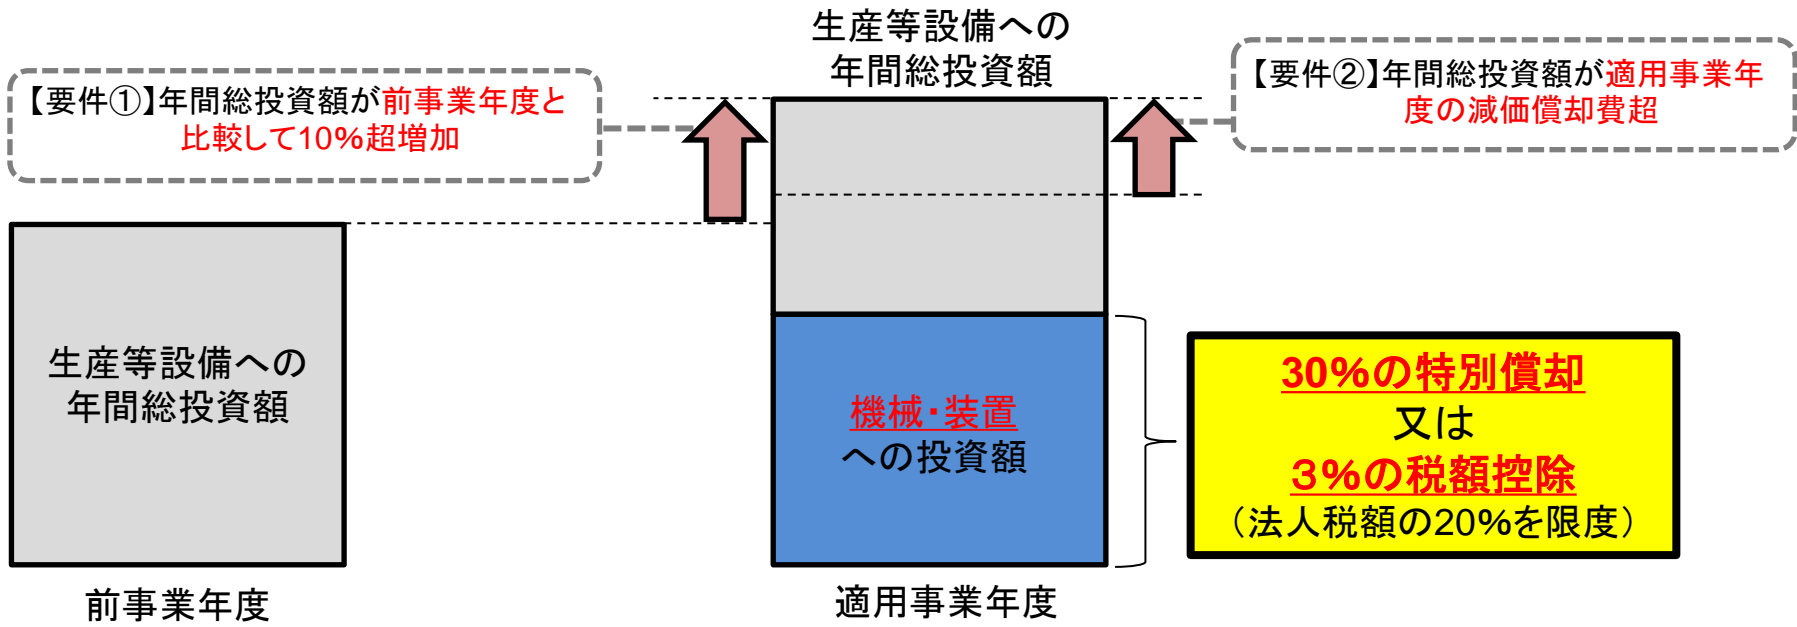 生産等設備への
年間総投資額
【要件①】年間総投資額が前事業年度と
比較して10%超増加
【要件②】年間総投資額が適用事業年
度の減価償却費超
生産等設備への
年間総投資額
機械・装置
への投資額
30%の特別償却
又は
3%の税額控除
（法人税額の20%を限度）
前事業年度
適用事業年度